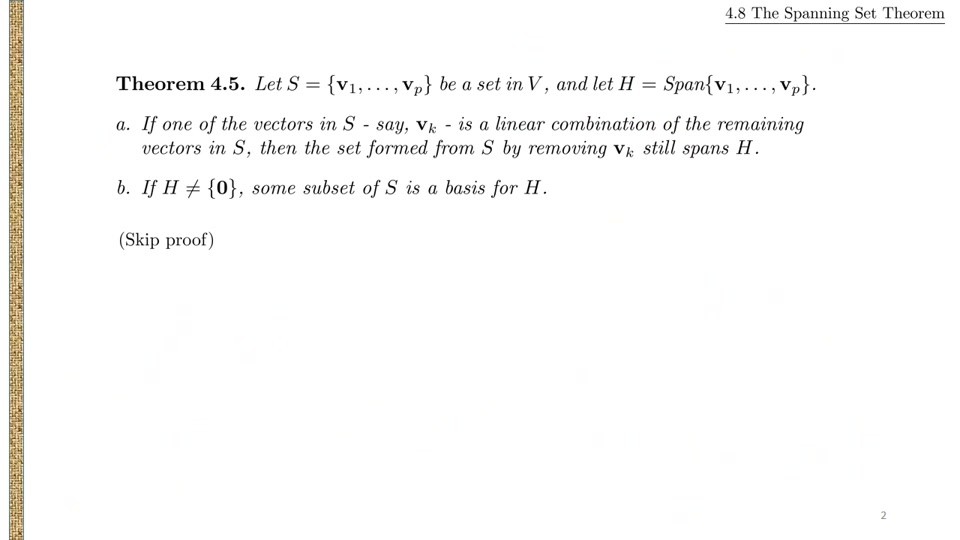 4.8 The Spanning Set Theorem
Theorem 4.5. Let S = {v₁, . . . , vₚ} be a set in V, and let H = Span{v₁, . . . , vₚ}.
a. If one of the vectors in S - say, vₖ - is a linear combination of the remaining
vectors in S, then the set formed from S by removing vₖ still spans H.
b. If H ≠ {0}, some subset of S is a basis for H.
(Skip proof)
2